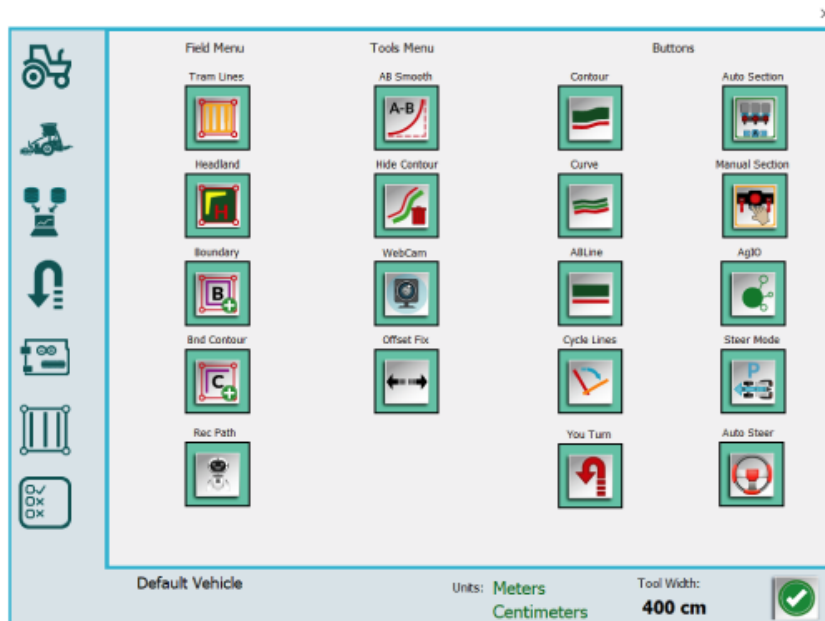 Field Menu Tools Menu Buttons
Tram Lines AB Smooth Contour Auto Section
A-B
Headland Hide Contour Curve Manual Section
H
Boundary WebCam ABLine AgIO
B
Bnd Contour Offset Fix Cycle Lines Steer Mode
C P
Rec Path You Turn Auto Steer
Default Vehicle Units: Meters Tool Width:
Centimeters 400 cm